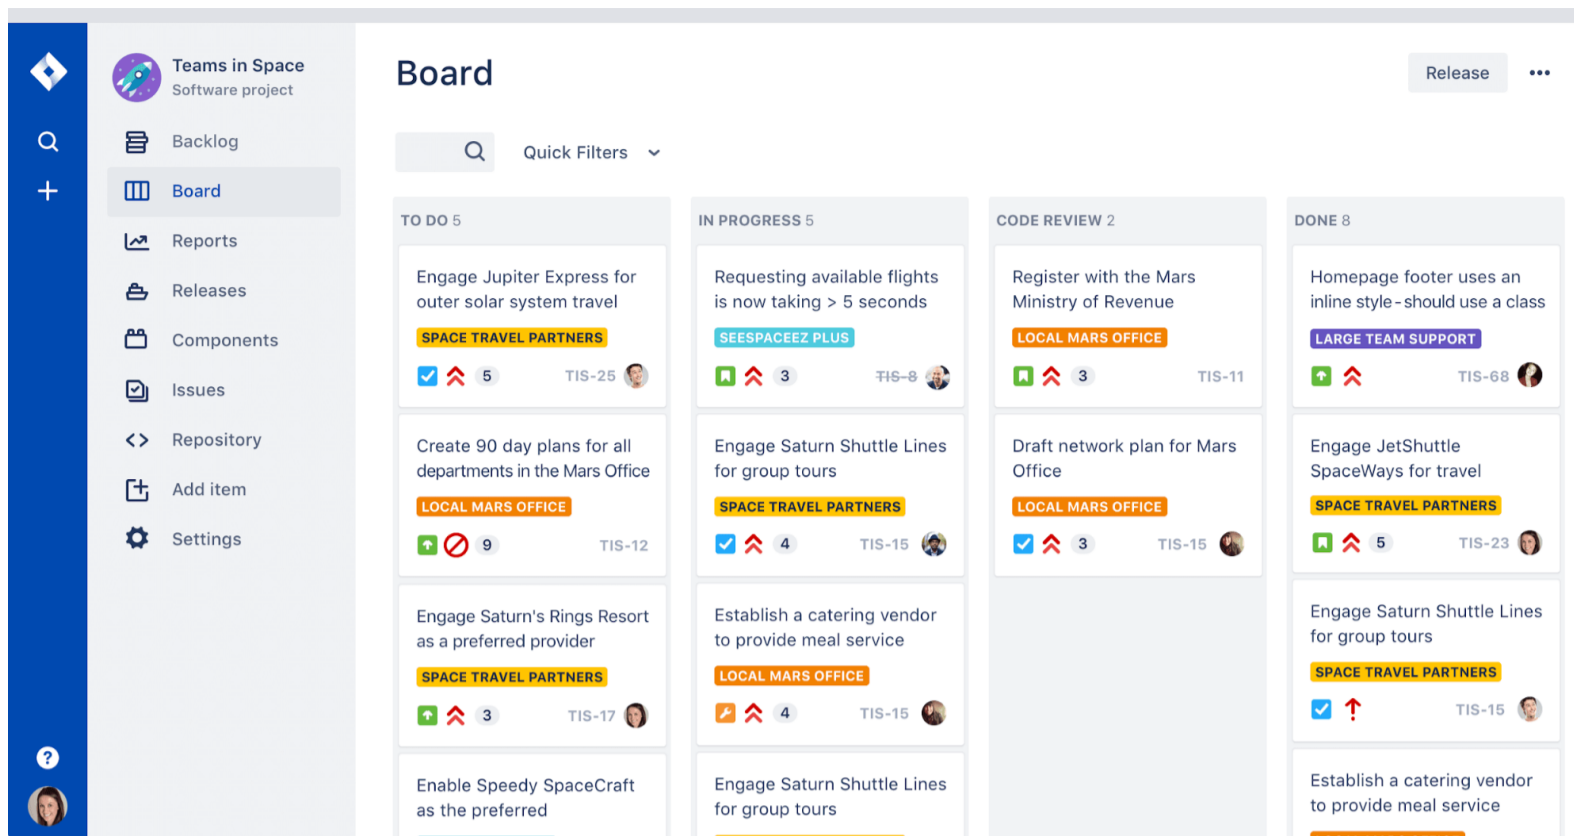 Teams in Space
Software project
Backlog
Board
Reports
Releases
Components
Issues
Repository
Add item
Settings
?
Board
Release
Quick Filters
TO DO 5
Engage Jupiter Express for
outer solar system travel
SPACE TRAVEL PARTNERS
5 TIS-25
Create 90 day plans for all
departments in the Mars Office
LOCAL MARS OFFICE
9 TIS-12
Engage Saturn's Rings Resort
as a preferred provider
SPACE TRAVEL PARTNERS
3 TIS-17
Enable Speedy SpaceCraft
as the preferred
IN PROGRESS 5
Requesting available flights
is now taking > 5 seconds
SEESPACEEZ PLUS
3 TIS-8
Engage Saturn Shuttle Lines
for group tours
SPACE TRAVEL PARTNERS
4 TIS-15
Establish a catering vendor
to provide meal service
LOCAL MARS OFFICE
4 TIS-15
Engage Saturn Shuttle Lines
for group tours
CODE REVIEW 2
Register with the Mars
Ministry of Revenue
LOCAL MARS OFFICE
3 TIS-11
Draft network plan for Mars
Office
LOCAL MARS OFFICE
3 TIS-15
DONE 8
Homepage footer uses an
inline style - should use a class
LARGE TEAM SUPPORT
TIS-68
Engage JetShuttle
SpaceWays for travel
SPACE TRAVEL PARTNERS
5 TIS-23
Engage Saturn Shuttle Lines
for group tours
SPACE TRAVEL PARTNERS
TIS-15
Establish a catering vendor
to provide meal service